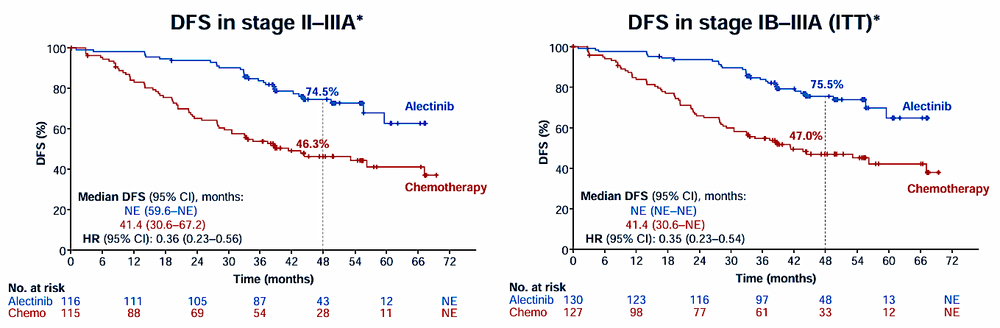 DFS in stage II–IIIA*
100
80
60
40
20
0
DFS (%)
74.5%
46.3%
Alectinib
Chemotherapy
Median DFS (95% CI), months:
NE (59.6–NE)
41.4 (30.6–67.2)
HR (95% CI): 0.36 (0.23–0.56)
0 6 12 18 24 30 36 42 48 54 60 66 72
Time (months)
No. at risk
Alectinib 116 111 105 87 43 12 NE
Chemo 115 88 69 54 28 11 NE
DFS in stage IB–IIIA (ITT)*
100
80
60
40
20
0
DFS (%)
75.5%
47.0%
Alectinib
Chemotherapy
Median DFS (95% CI), months:
NE (NE–NE)
41.4 (30.6–NE)
HR (95% CI): 0.35 (0.23–0.54)
0 6 12 18 24 30 36 42 48 54 60 66 72
Time (months)
No. at risk
Alectinib 130 123 116 97 48 13 NE
Chemo 127 98 77 61 33 12 NE